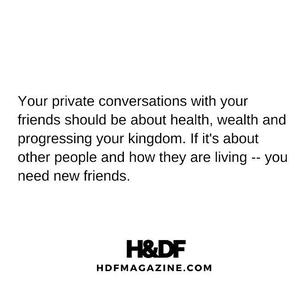 Your private conversations with your
friends should be about health, wealth and
progressing your kingdom. If it's about
other people and how they are living -- you
need new friends.
H&DF
HDFMAGAZINE.COM